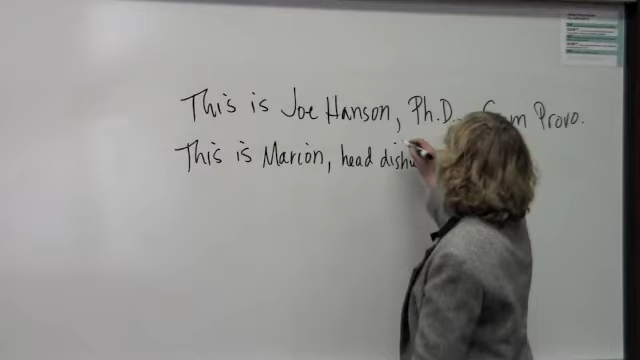 This is Joe Hanson, Ph.D., Provo.
This is Marion, head